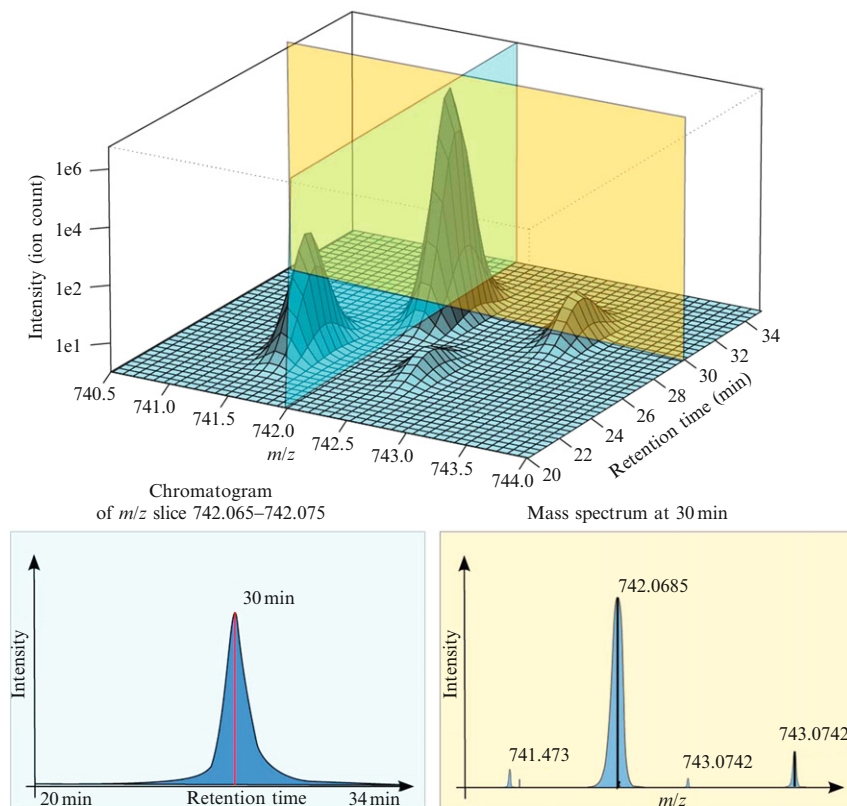 Intensity (ion count)
1e6
1e4
1e2
1e1
740.5
741.0
741.5
742.0
742.5
743.0
743.5
744.0
m/z
20
22
24
26
28
30
32
34
Retention time (min)
Chromatogram
of m/z slice 742.065–742.075
Intensity
30 min
20 min
Retention time
34 min
Mass spectrum at 30 min
Intensity
742.0685
741.473
743.0742
743.0742
m/z